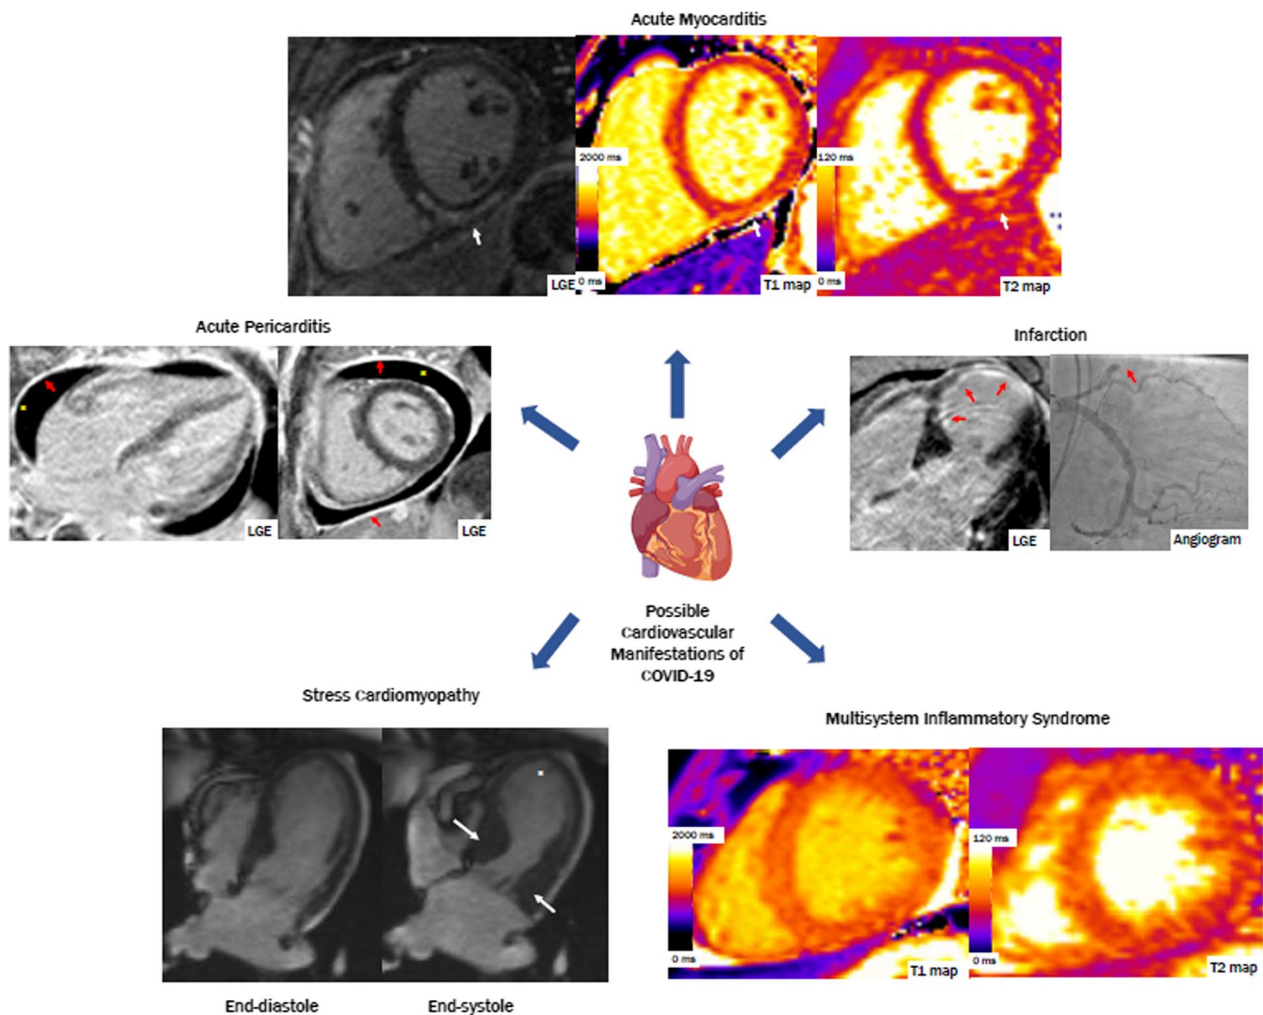 Acute Myocarditis
2000 ms
0 ms
120 ms
0 ms
LGE
T1 map
T2 map
Acute Pericarditis
LGE
LGE
Infarction
LGE
Angiogram
Possible
Cardiovascular
Manifestations of
COVID-19
Stress Cardiomyopathy
End-diastole
End-systole
Multisystem Inflammatory Syndrome
2000 ms
0 ms
120 ms
0 ms
T1 map
T2 map